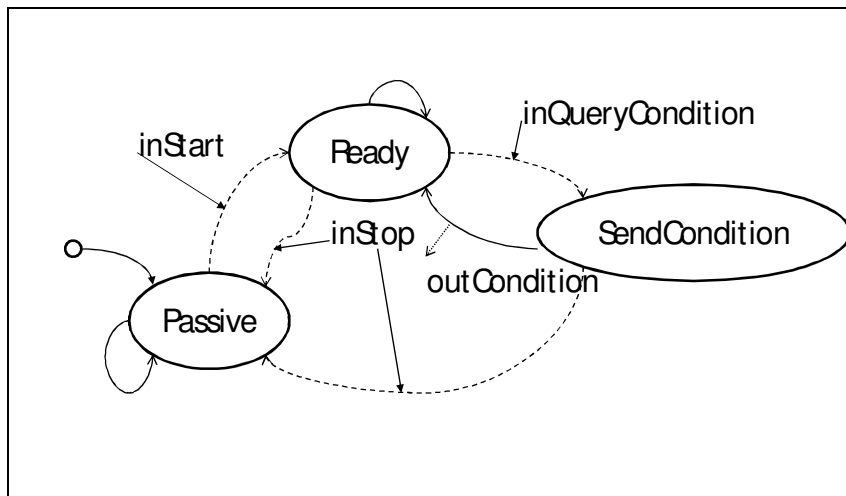 inQueryCondition
inStart
Ready
inStop
SendCondition
outCondition
Passive